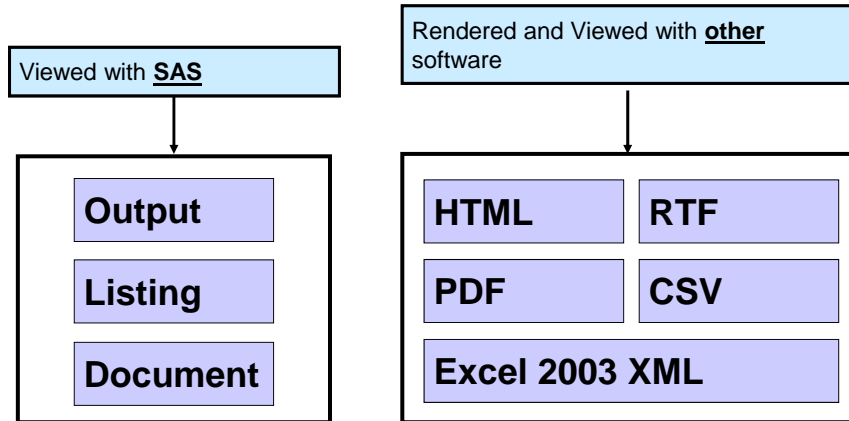 Viewed with SAS
Output
Listing
Document
Rendered and Viewed with other
software
HTML
RTF
PDF
CSV
Excel 2003 XML